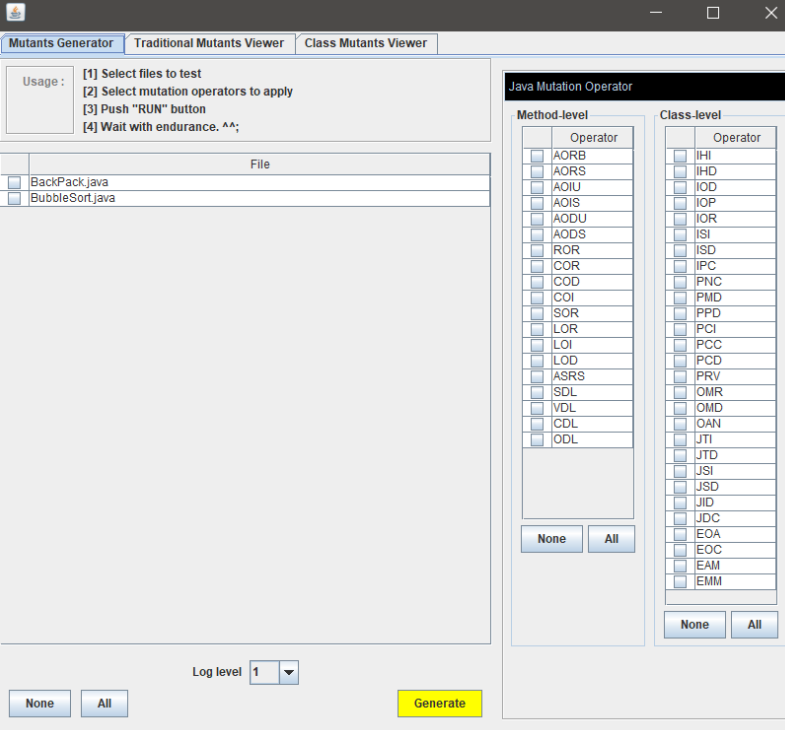 Mutants Generator
Traditional Mutants Viewer
Class Mutants Viewer
Usage :
[1] Select files to test
[2] Select mutation operators to apply
[3] Push "RUN" button
[4] Wait with endurance. ^^;
File
BackPack.java
BubbleSort.java
Log level 1
None
All
Generate
Java Mutation Operator
Method-level
Operator
AORB
AORS
AOIU
AOIS
AODU
AODS
ROR
COR
COD
COI
SOR
LOR
LOI
LOD
ASRS
SDL
VDL
CDL
ODL
None
All
Class-level
Operator
IHI
IHD
IOD
IOP
IOR
ISI
ISD
IPC
PNC
PMD
PPD
PCI
PCC
PCD
PRV
OMR
OMD
OAN
JTI
JTD
JSI
JSD
JID
JDC
EOA
EOC
EAM
EMM
None
All